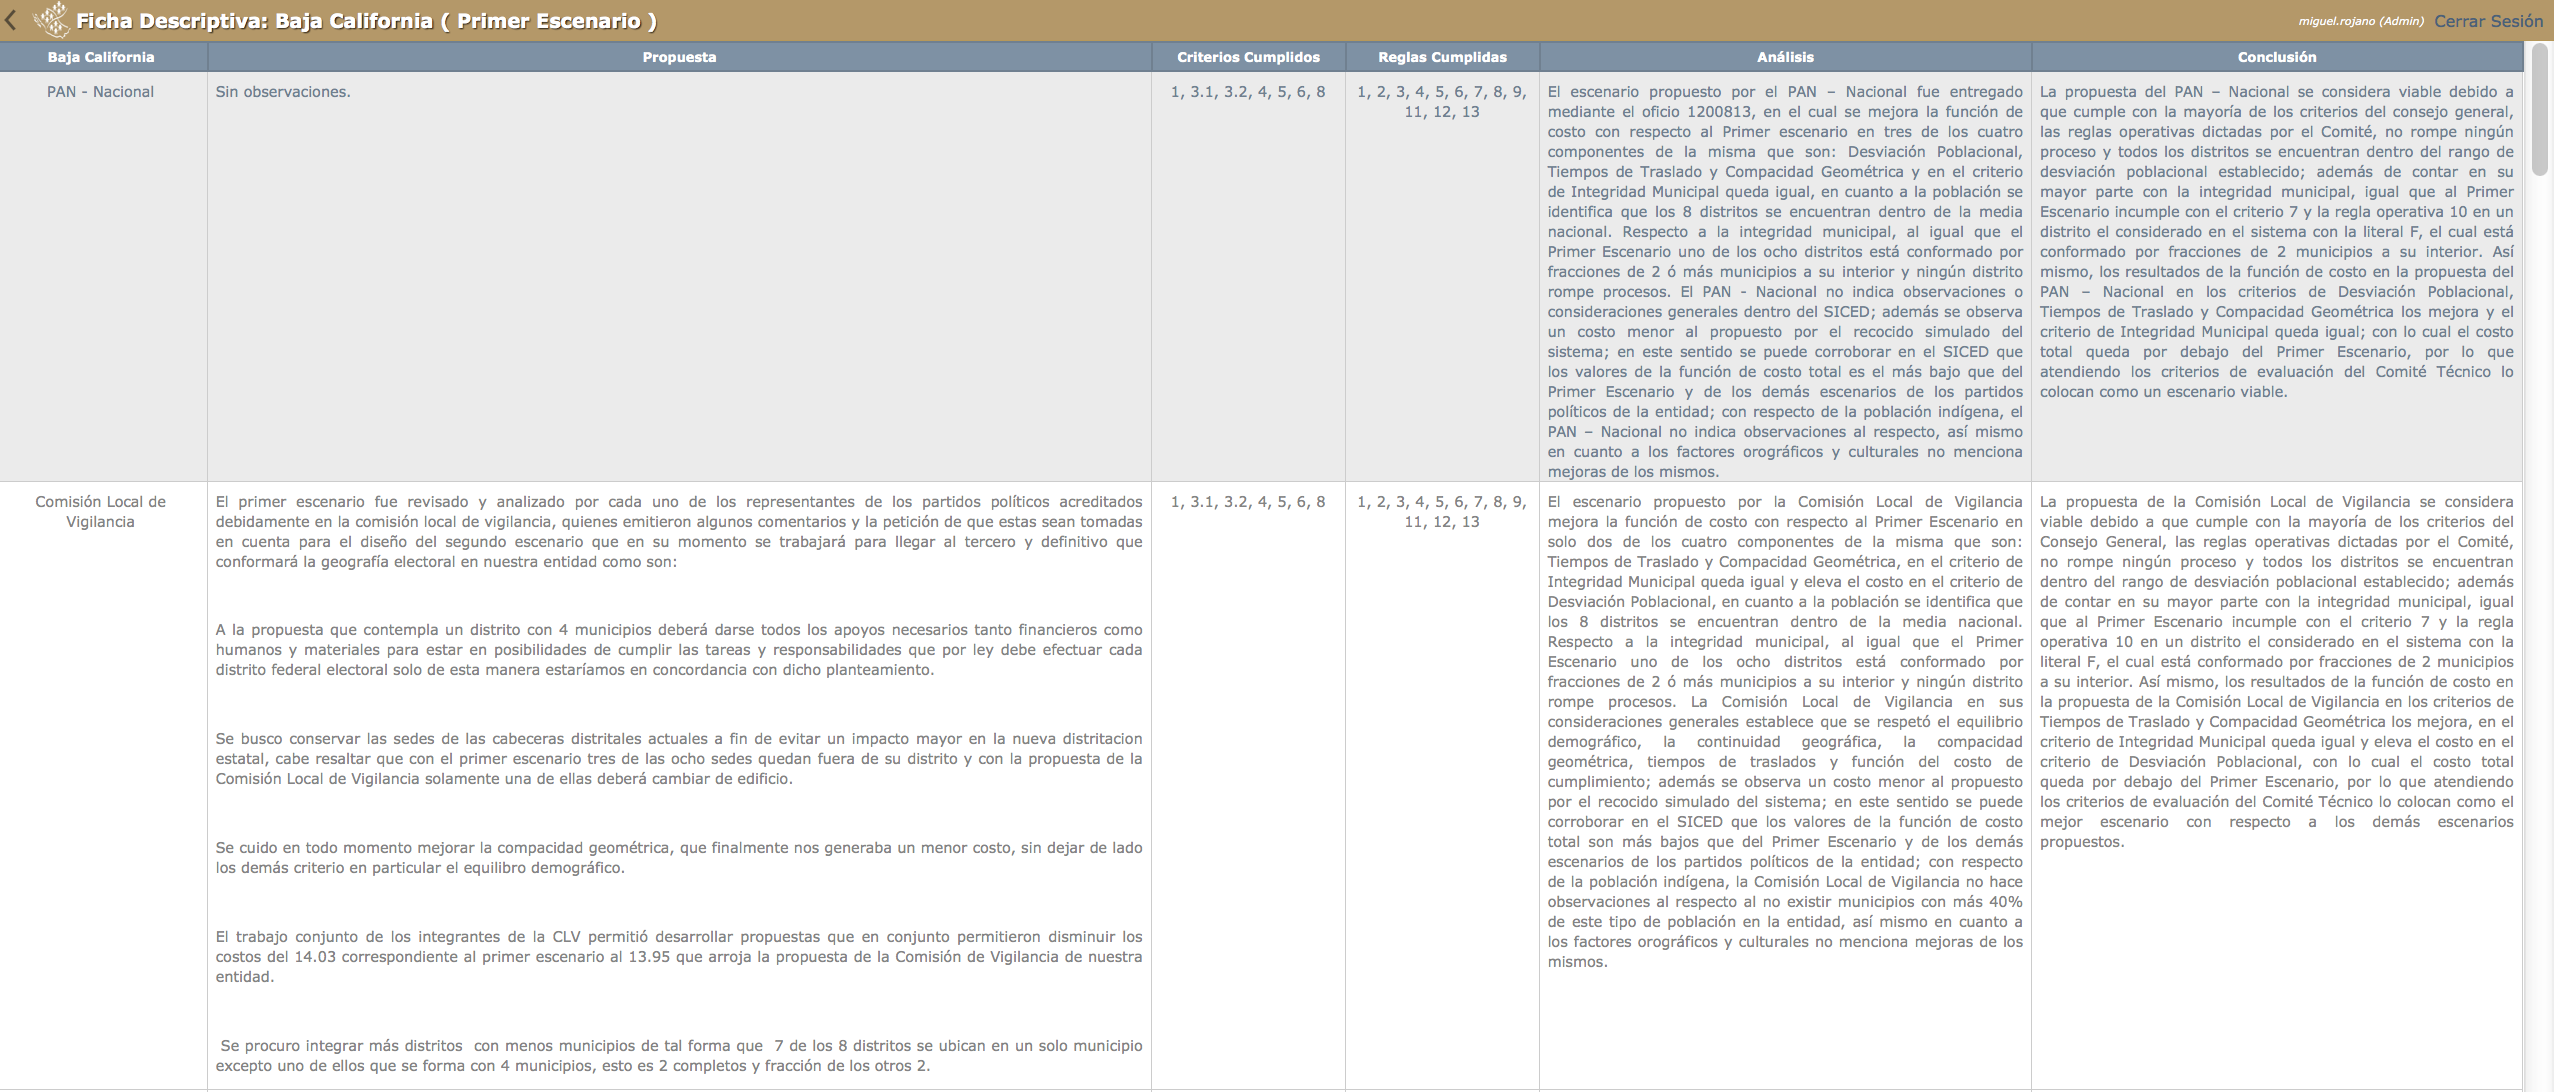 Ficha Descriptiva: Baja California ( Primer Escenario )
miguel.rojano (Admin) Cerrar Sesión
Baja California
Propuesta
Criterios Cumplidos
Reglas Cumplidas
Análisis
Conclusión
PAN - Nacional
Sin observaciones.
1, 3.1, 3.2, 4, 5, 6, 8
1, 2, 3, 4, 5, 6, 7, 8, 9,
11, 12, 13
El escenario propuesto por el PAN – Nacional fue entregado
mediante el oficio 1200813, en el cual se mejora la función de
costo con respecto al Primer escenario en tres de los cuatro
componentes de la misma que son: Desviación Poblacional,
Tiempos de Traslado y Compacidad Geométrica y en el criterio
de Integridad Municipal queda igual, en cuanto a la población se
identifica que los 8 distritos se encuentran dentro de la media
nacional. Respecto a la integridad municipal, al igual que el
Primer Escenario uno de los ocho distritos está conformado por
fracciones de 2 ó más municipios a su interior y ningún distrito
rompe procesos. El PAN - Nacional no indica observaciones o
consideraciones generales dentro del SICED; además se observa
un costo menor al propuesto por el recocido simulado del
sistema; en este sentido se puede corroborar en el SICED que
los valores de la función de costo total es el más bajo que del
Primer Escenario y de los demás escenarios de los partidos
políticos de la entidad; con respecto de la población indígena, el
PAN – Nacional no indica observaciones al respecto, así mismo
en cuanto a los factores orográficos y culturales no menciona
mejoras de los mismos.
La propuesta del PAN – Nacional se considera viable debido a
que cumple con la mayoría de los criterios del consejo general,
las reglas operativas dictadas por el Comité, no rompe ningún
proceso y todos los distritos se encuentran dentro del rango de
desviación poblacional establecido; además de contar en su
mayor parte con la integridad municipal, igual que al Primer
Escenario incumple con el criterio 7 y la regla operativa 10 en un
distrito el considerado en el sistema con la literal F, el cual está
conformado por fracciones de 2 municipios a su interior. Así
mismo, los resultados de la función de costo en la propuesta del
PAN – Nacional en los criterios de Desviación Poblacional,
Tiempos de Traslado y Compacidad Geométrica los mejora y el
criterio de Integridad Municipal queda igual; con lo cual el costo
total queda por debajo del Primer Escenario, por lo que
atendiendo los criterios de evaluación del Comité Técnico lo
colocan como un escenario viable.
Comisión Local de
Vigilancia
El primer escenario fue revisado y analizado por cada uno de los representantes de los partidos políticos acreditados
debidamente en la comisión local de vigilancia, quienes emitieron algunos comentarios y la petición de que estas sean tomadas
en cuenta para el diseño del segundo escenario que en su momento se trabajará para llegar al tercero y definitivo que
conformará la geografía electoral en nuestra entidad como son:
A la propuesta que contempla un distrito con 4 municipios deberá darse todos los apoyos necesarios tanto financieros como
humanos y materiales para estar en posibilidades de cumplir las tareas y responsabilidades que por ley debe efectuar cada
distrito federal electoral solo de esta manera estaríamos en concordancia con dicho planteamiento.
Se busco conservar las sedes de las cabeceras distritales actuales a fin de evitar un impacto mayor en la nueva distritacion
estatal, cabe resaltar que con el primer escenario tres de las ocho sedes quedan fuera de su distrito y con la propuesta de la
Comisión Local de Vigilancia solamente una de ellas deberá cambiar de edificio.
Se cuido en todo momento mejorar la compacidad geométrica, que finalmente nos generaba un menor costo, sin dejar de lado
los demás criterio en particular el equilibro demográfico.
El trabajo conjunto de los integrantes de la CLV permitió desarrollar propuestas que en conjunto permitieron disminuir los
costos del 14.03 correspondiente al primer escenario al 13.95 que arroja la propuesta de la Comisión de Vigilancia de nuestra
entidad.
Se procuro integrar más distritos con menos municipios de tal forma que 7 de los 8 distritos se ubican en un solo municipio
excepto uno de ellos que se forma con 4 municipios, esto es 2 completos y fracción de los otros 2.
1, 3.1, 3.2, 4, 5, 6, 8
1, 2, 3, 4, 5, 6, 7, 8, 9,
11, 12, 13
El escenario propuesto por la Comisión Local de Vigilancia
mejora la función de costo con respecto al Primer Escenario en
solo dos de los cuatro componentes de la misma que son:
Tiempos de Traslado y Compacidad Geométrica, en el criterio de
Integridad Municipal queda igual y eleva el costo en el criterio de
Desviación Poblacional, en cuanto a la población se identifica que
los 8 distritos se encuentran dentro de la media nacional.
Respecto a la integridad municipal, al igual que el Primer
Escenario uno de los ocho distritos está conformado por
fracciones de 2 ó más municipios a su interior y ningún distrito
rompe procesos. La Comisión Local de Vigilancia en sus
consideraciones generales establece que se respetó el equilibrio
demográfico, la continuidad geográfica, la compacidad
geométrica, tiempos de traslados y función del costo de
cumplimiento; además se observa un costo menor al propuesto
por el recocido simulado del sistema; en este sentido se puede
corroborar en el SICED que los valores de la función de costo
total son más bajos que del Primer Escenario y de los demás
escenarios de los partidos políticos de la entidad; con respecto
de la población indígena, la Comisión Local de Vigilancia no hace
observaciones al respecto al no existir municipios con más 40%
de este tipo de población en la entidad, así mismo en cuanto a
los factores orográficos y culturales no menciona mejoras de los
mismos.
La propuesta de la Comisión Local de Vigilancia se considera
viable debido a que cumple con la mayoría de los criterios del
Consejo General, las reglas operativas dictadas por el Comité,
no rompe ningún proceso y todos los distritos se encuentran
dentro del rango de desviación poblacional establecido; además
de contar en su mayor parte con la integridad municipal, igual
que al Primer Escenario incumple con el criterio 7 y la regla
operativa 10 en un distrito el considerado en el sistema con la
literal F, el cual está conformado por fracciones de 2 municipios
a su interior. Así mismo, los resultados de la función de costo en
la propuesta de la Comisión Local de Vigilancia en los criterios de
Tiempos de Traslado y Compacidad Geométrica los mejora, en el
criterio de Integridad Municipal queda igual y eleva el costo en el
criterio de Desviación Poblacional, con lo cual el costo total
queda por debajo del Primer Escenario, por lo que atendiendo
los criterios de evaluación del Comité Técnico lo colocan como el
mejor escenario con respecto a los demás escenarios
propuestos.